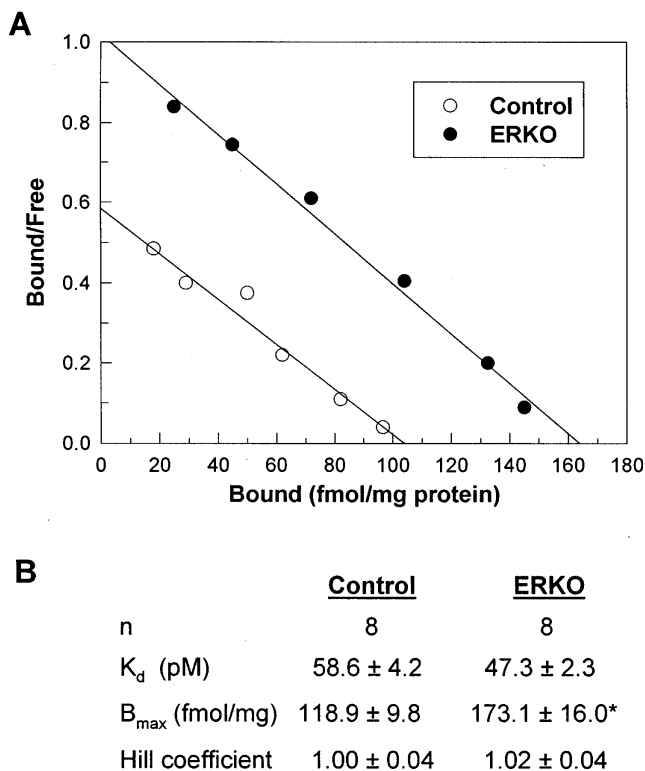 A
Bound/Free
1.0
0.8
0.6
0.4
0.2
0.0
Control
ERKO
0 20 40 60 80 100 120 140 160 180
Bound (fmol/mg protein)
B
Control ERKO
n 8 8
Kd (pM) 58.6 ± 4.2 47.3 ± 2.3
Bmax (fmol/mg) 118.9 ± 9.8 173.1 ± 16.0*
Hill coefficient 1.00 ± 0.04 1.02 ± 0.04